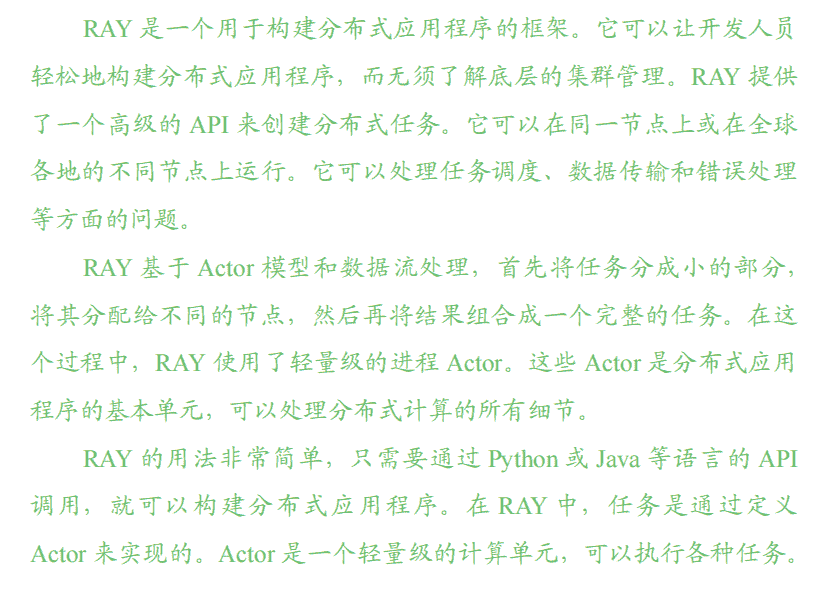 RAY 是一个用于构建分布式应用程序的框架。它可以让开发人员
轻松地构建分布式应用程序，而无须了解底层的集群管理。RAY 提供
了一个高级的 API 来创建分布式任务。它可以在同一节点上或在全球
各地的不同节点上运行。它可以处理任务调度、数据传输和错误处理
等方面的问题。
RAY 基于 Actor 模型和数据流处理，首先将任务分成小的部分，
将其分配给不同的节点，然后再将结果组合成一个完整的任务。在这
个过程中，RAY 使用了轻量级的进程 Actor。这些 Actor 是分布式应用
程序的基本单元，可以处理分布式计算的所有细节。
RAY 的用法非常简单，只需要通过 Python 或 Java 等语言的 API
调用，就可以构建分布式应用程序。在 RAY 中，任务是通过定义
Actor 来实现的。Actor 是一个轻量级的计算单元，可以执行各种任务。